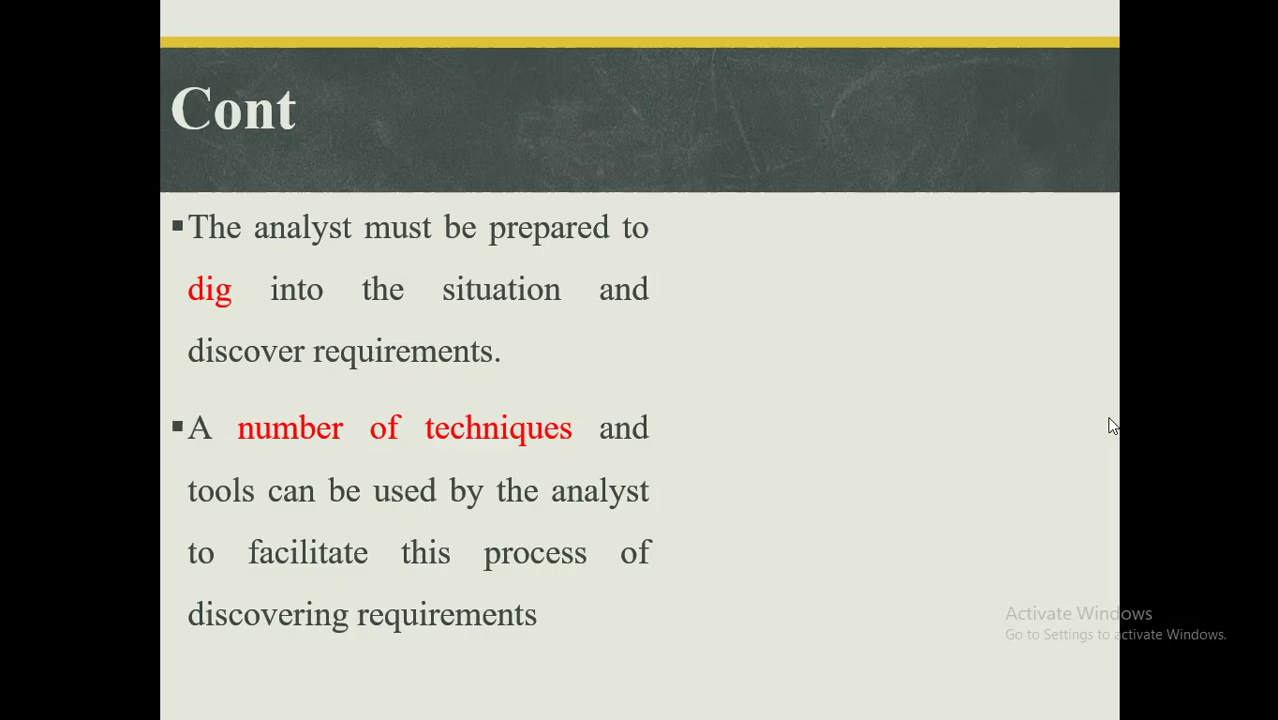 Cont
▪The analyst must be prepared to
dig into the situation and
discover requirements.
▪A number of techniques and
tools can be used by the analyst
to facilitate this process of
discovering requirements
Activate Windows
Go to Settings to activate Windows.